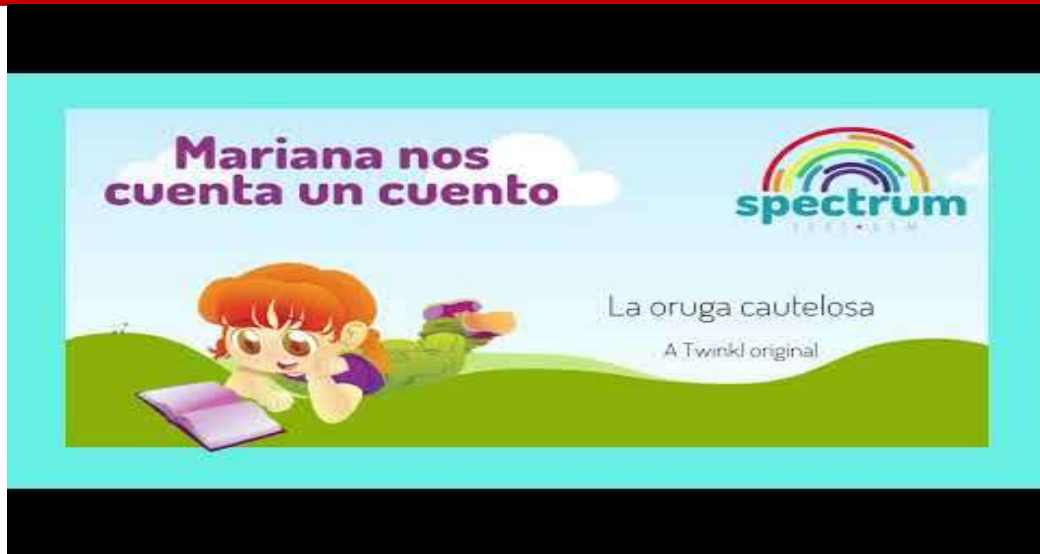 Mariana nos
cuenta un cuento
spectrum
La oruga cautelosa
A Twinkl original